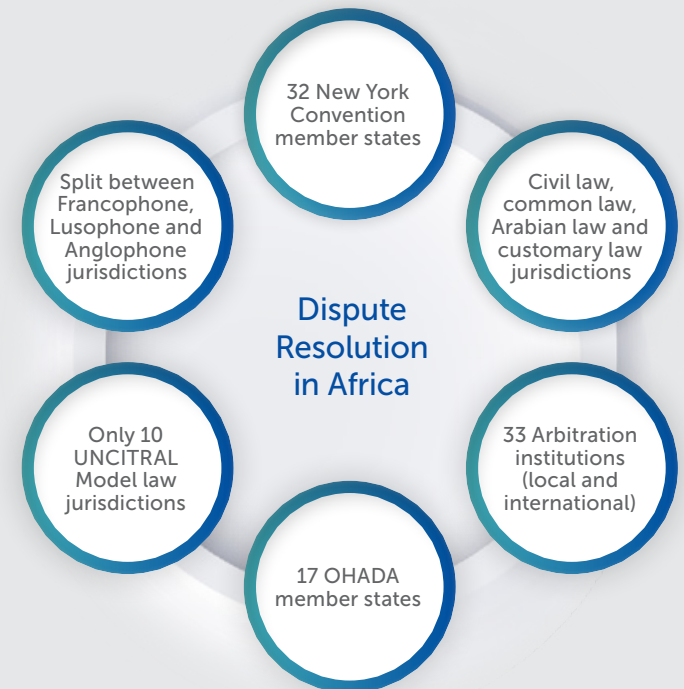 32 New York
Convention
member states
Split between
Francophone,
Lusophone and
Anglophone
jurisdictions
Civil law,
common law,
Arabian law and
customary law
jurisdictions
Dispute
Resolution
in Africa
Only 10
UNCITRAL
Model law
jurisdictions
33 Arbitration
institutions
(local and
international)
17 OHADA
member states